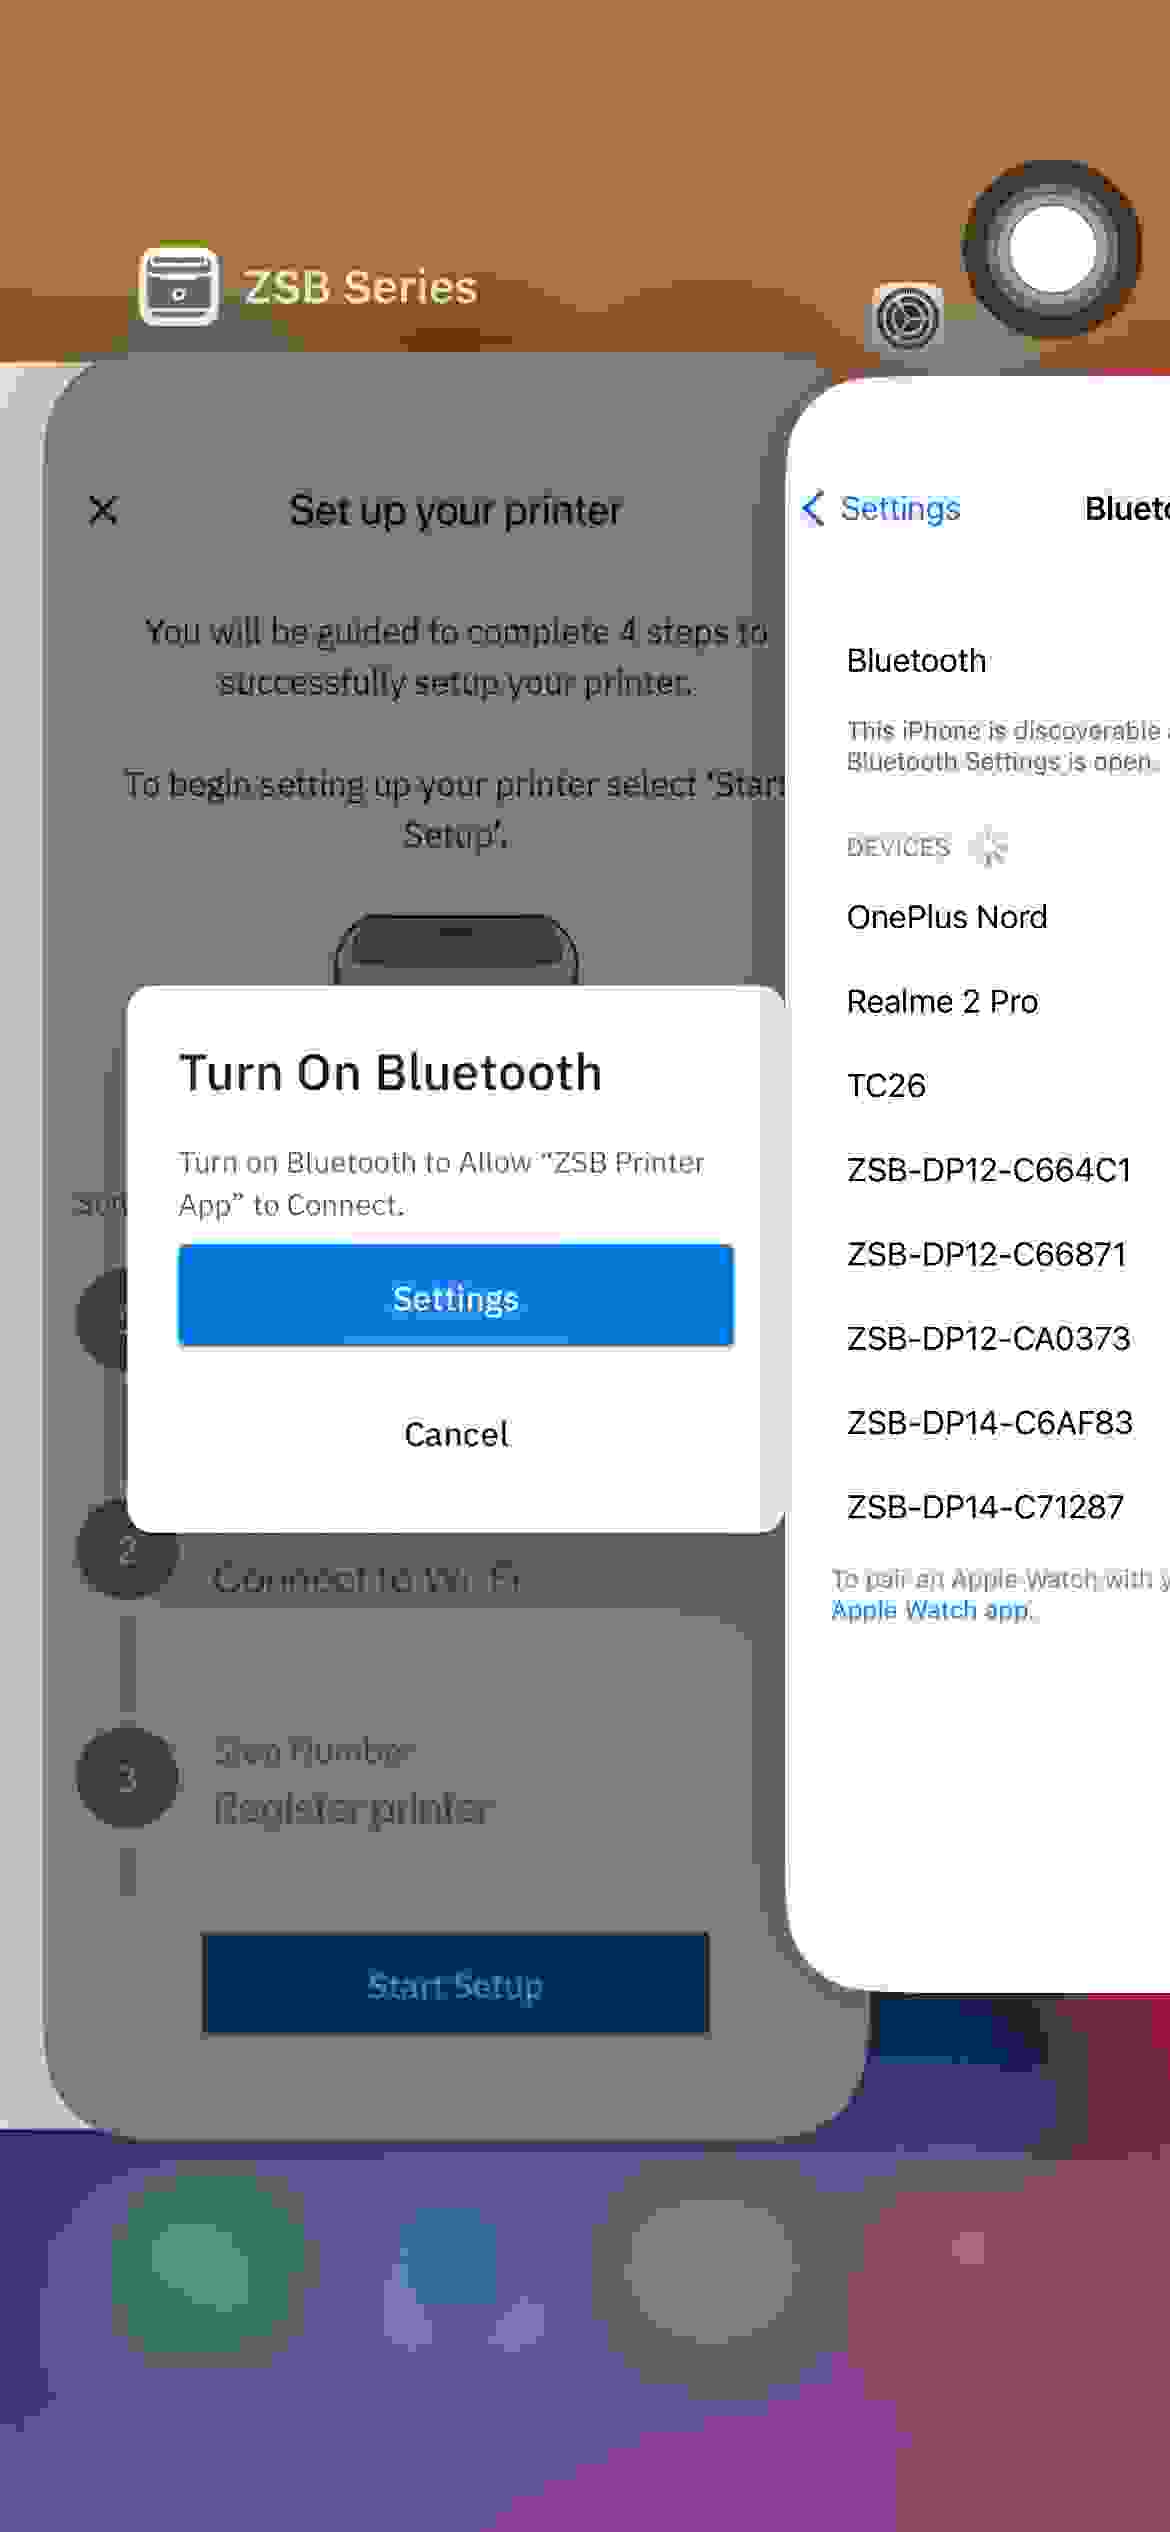 ZSB Series
Set up your printer
You will be guided to complete 4 steps to
successfully setup your printer.
To begin setting up your printer select 'Start
Setup'.
Turn On Bluetooth
Turn on Bluetooth to Allow “ZSB Printer
App” to Connect.
Settings
Cancel
2
Connect to Wi-Fi
3
Step Number
Register printer
Start Setup
Settings
Bluetooth
This iPhone is discoverable
Bluetooth Settings is open.
DEVICES
OnePlus Nord
Realme 2 Pro
TC26
ZSB-DP12-C664C1
ZSB-DP12-C66871
ZSB-DP12-CA0373
ZSB-DP14-C6AF83
ZSB-DP14-C71287
To pair an Apple Watch with
Apple Watch app.